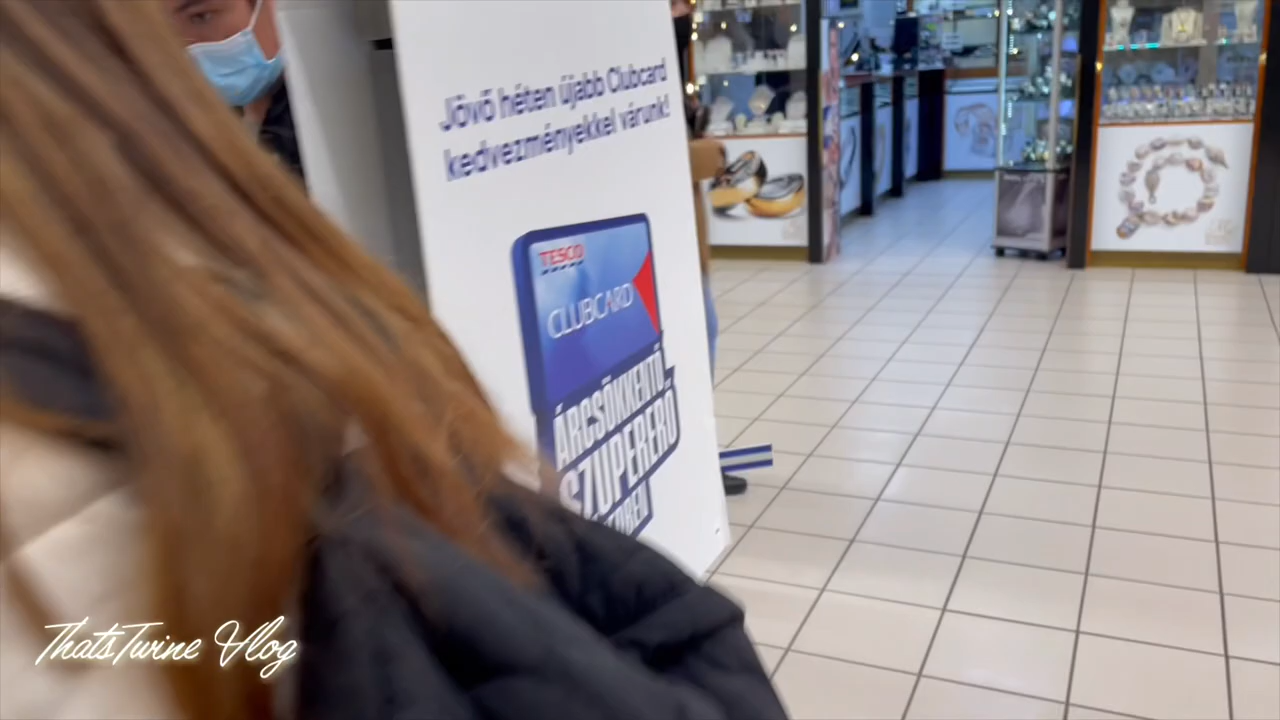 Jövő héten újabb Clubcard
kedvezményekkel várunk!
TESCO
CLUBCARD
ÁRCSÖKKENTŐ
SZUPERERŐ
ThatsTwine Vlog